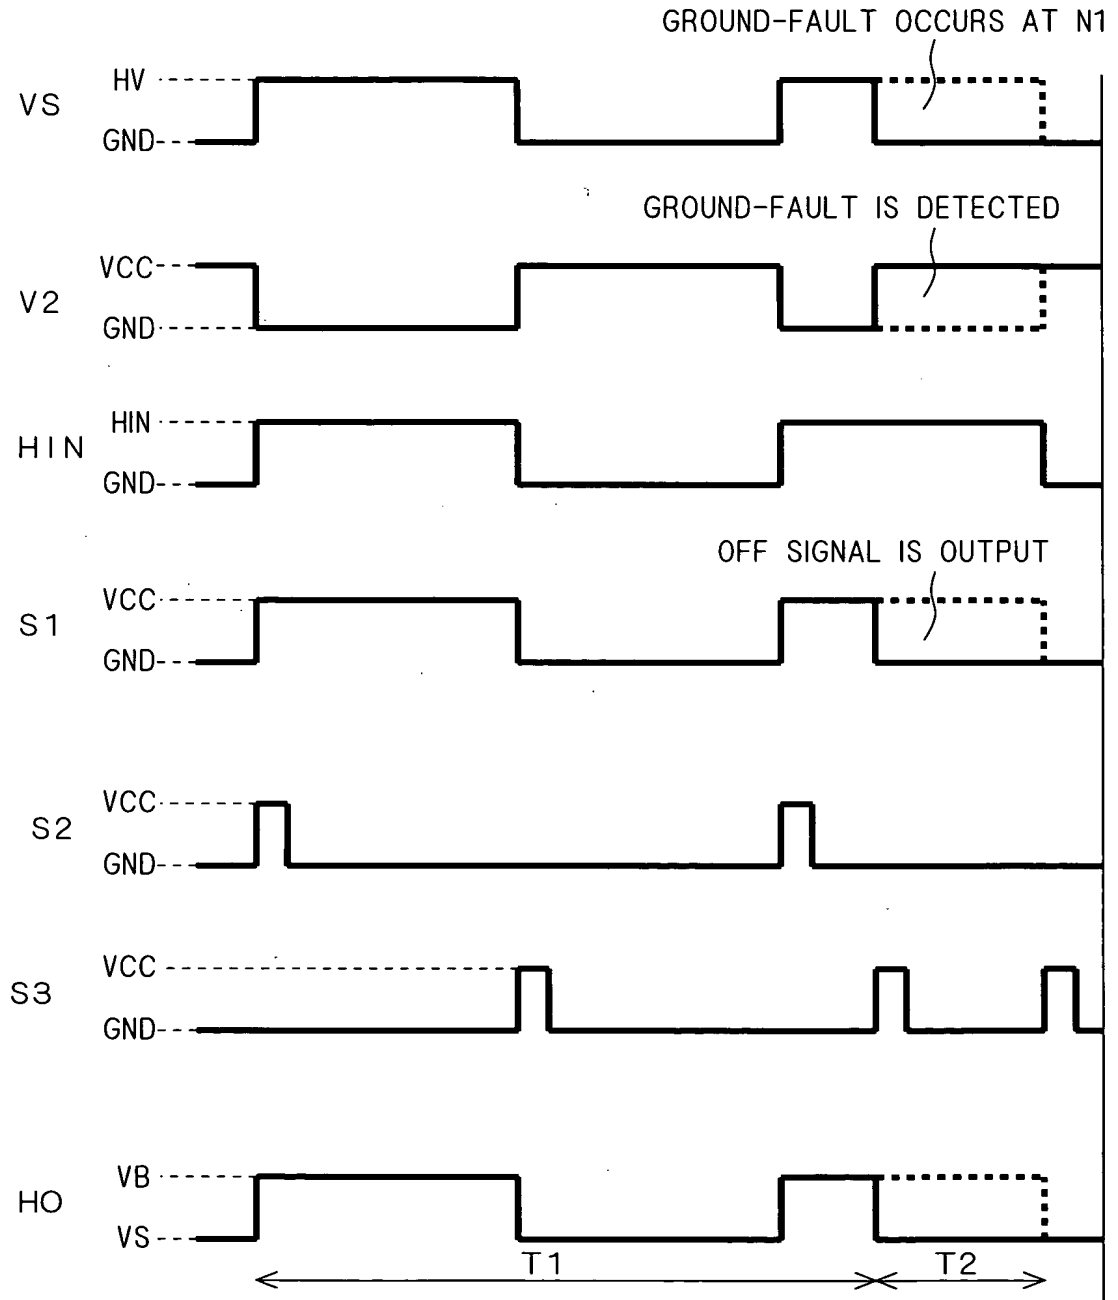 GROUND-FAULT OCCURS AT N1
HV
VS
GND
GROUND-FAULT IS DETECTED
VCC
V2
GND
HIN
HIN
GND
OFF SIGNAL IS OUTPUT
VCC
S1
GND
VCC
S2
GND
VCC
S3
GND
VB
HO
VS
T1
T2